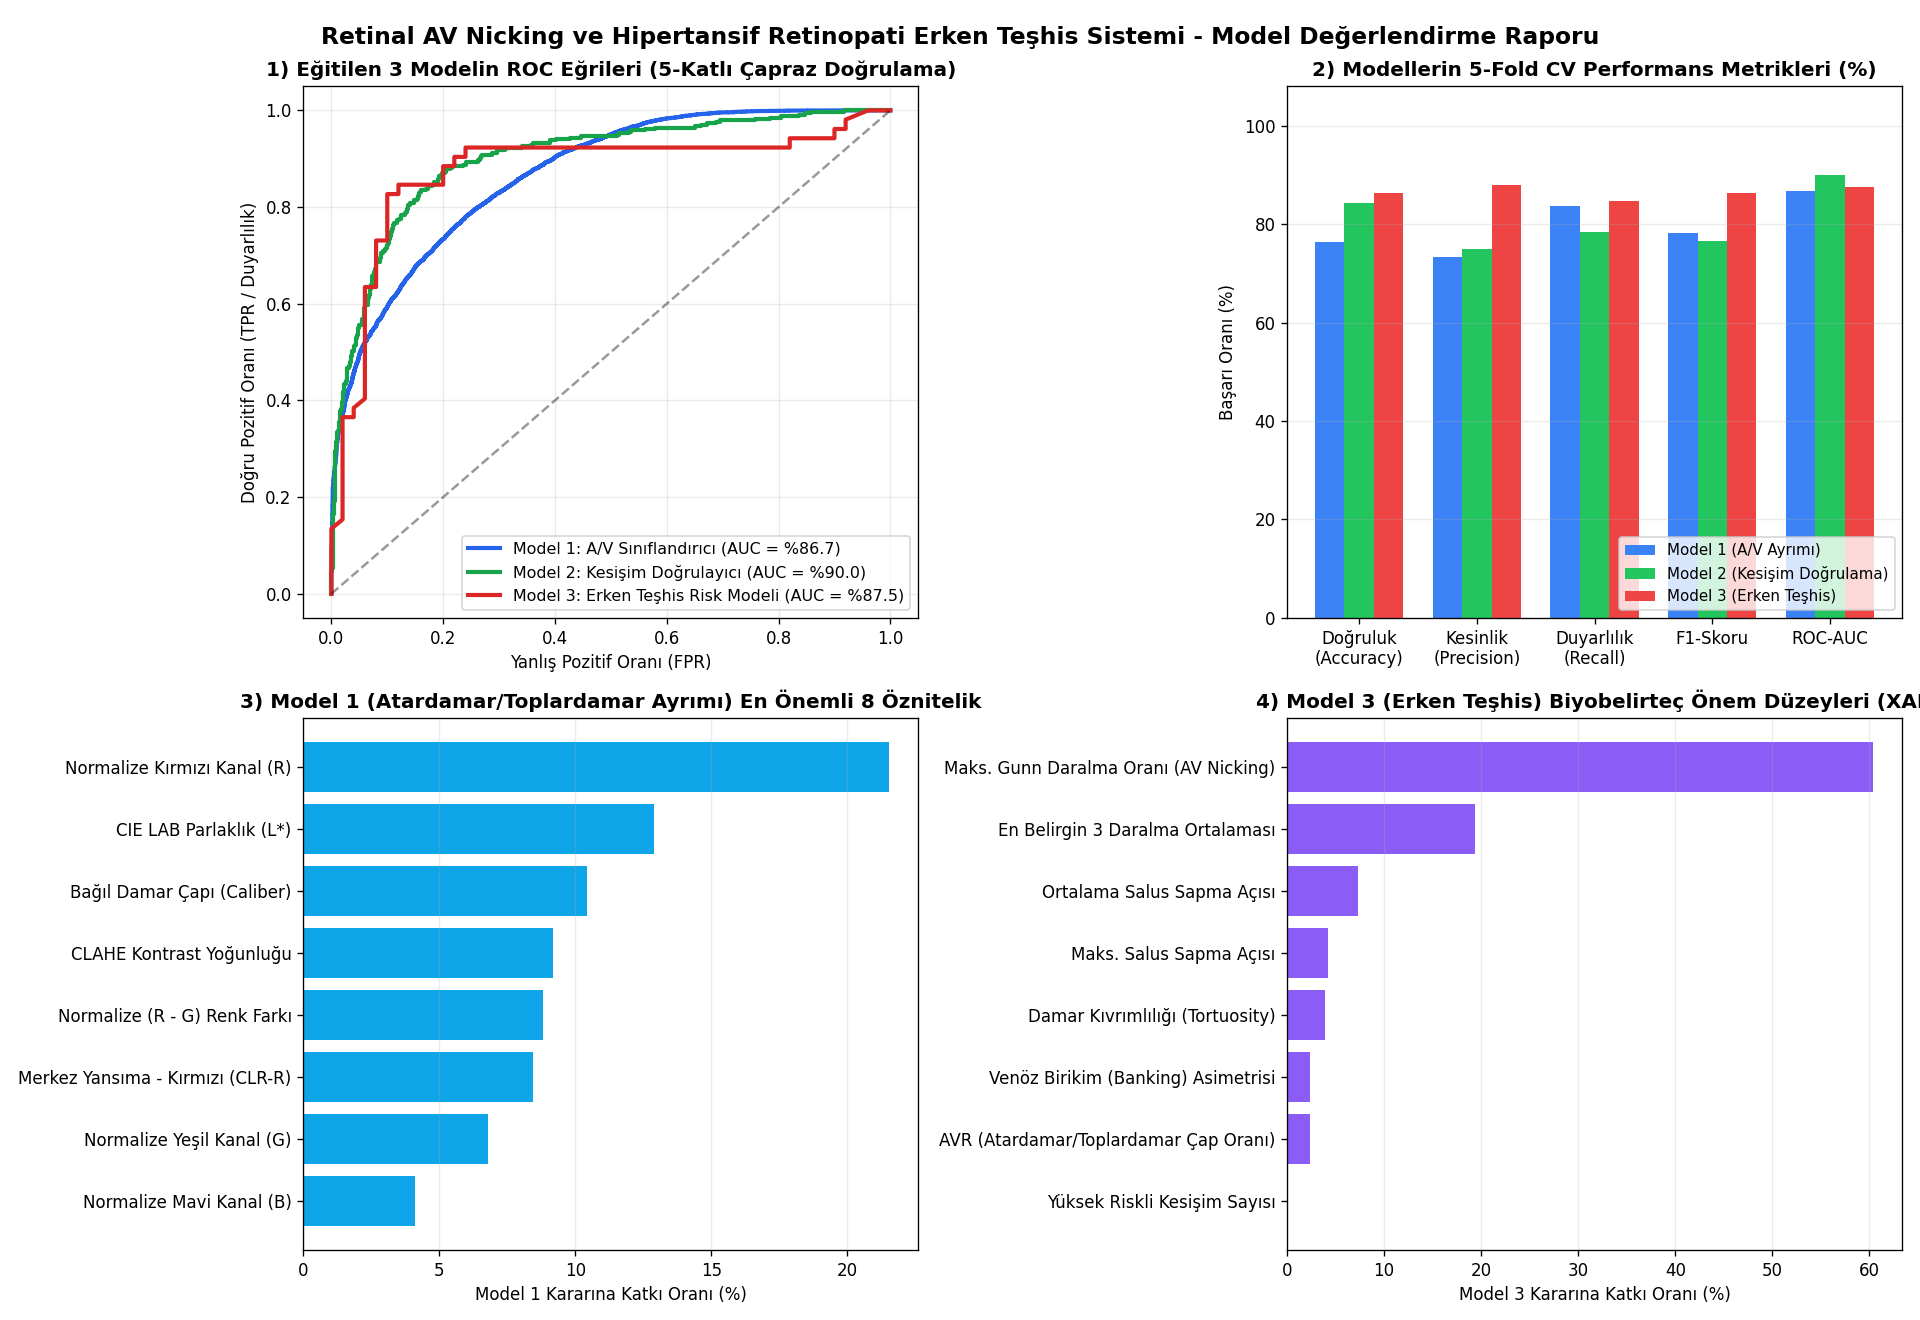 Retinal AV Nicking ve Hipertansif Retinopati Erken Teşhis Sistemi - Model Değerlendirme Raporu
1) Eğitilen 3 Modelin ROC Eğrileri (5-Katlı Çapraz Doğrulama)
1.0
0.8
0.6
0.4
0.2
0.0
Doğru Pozitif Oranı (TPR / Duyarlılık)
Model 1: A/V Sınıflandırıcı (AUC = %86.7)
Model 2: Kesişim Doğrulayıcı (AUC = %90.0)
Model 3: Erken Teşhis Risk Modeli (AUC = %87.5)
0.0 0.2 0.4 0.6 0.8 1.0
Yanlış Pozitif Oranı (FPR)
2) Modellerin 5-Fold CV Performans Metrikleri (%)
100
80
60
40
20
0
Başarı Oranı (%)
Model 1 (A/V Ayrımı)
Model 2 (Kesişim Doğrulama)
Model 3 (Erken Teşhis)
Doğruluk Kesinlik Duyarlılık F1-Skoru ROC-AUC
(Accuracy) (Precision) (Recall)
3) Model 1 (Atardamar/Toplardamar Ayrımı) En Önemli 8 Öznitelik
Normalize Kırmızı Kanal (R)
CIE LAB Parlaklık (L*)
Bağıl Damar Çapı (Caliber)
CLAHE Kontrast Yoğunluğu
Normalize (R - G) Renk Farkı
Merkez Yansıma - Kırmızı (CLR-R)
Normalize Yeşil Kanal (G)
Normalize Mavi Kanal (B)
0 5 10 15 20
Model 1 Kararına Katkı Oranı (%)
4) Model 3 (Erken Teşhis) Biyobelirteç Önem Düzeyleri (XAI
Maks. Gunn Daralma Oranı (AV Nicking)
En Belirgin 3 Daralma Ortalaması
Ortalama Salus Sapma Açısı
Maks. Salus Sapma Açısı
Damar Kıvrımlılığı (Tortuosity)
Venöz Birikim (Banking) Asimetrisi
AVR (Atardamar/Toplardamar Çap Oranı)
Yüksek Riskli Kesişim Sayısı
0 10 20 30 40 50 60
Model 3 Kararına Katkı Oranı (%)